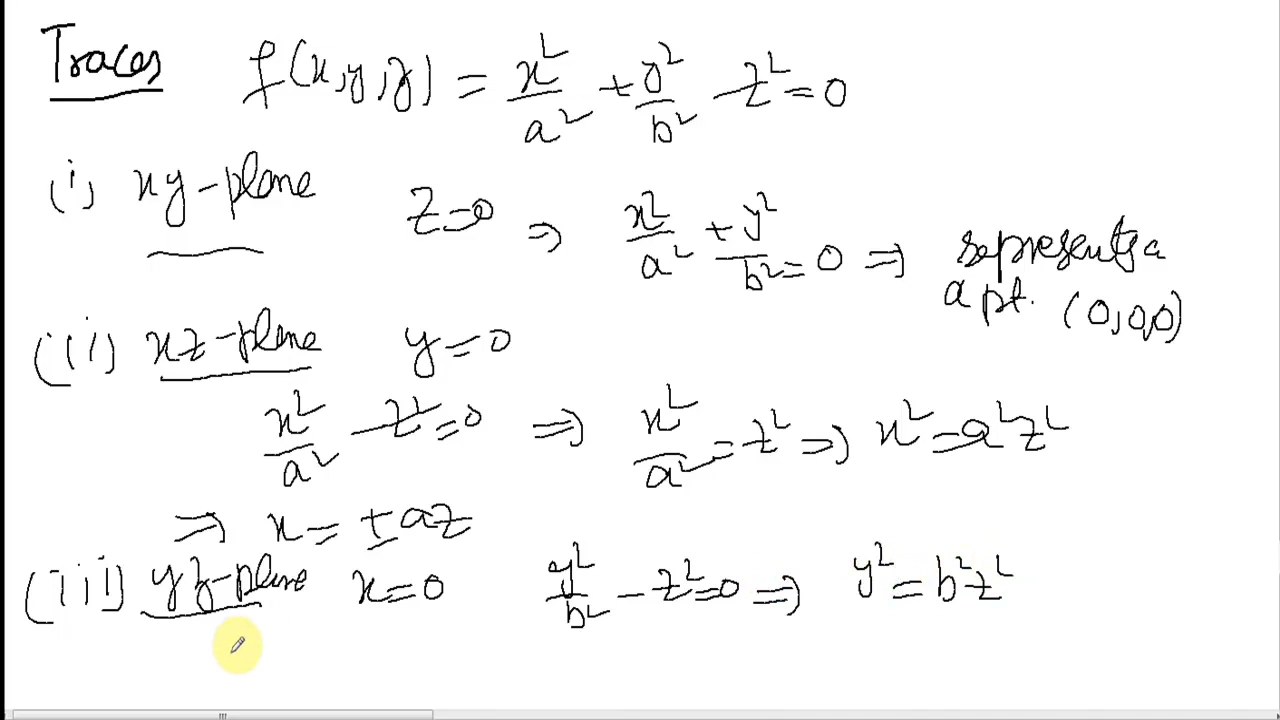 Traces f(x,y,z) = x²/a² + y²/b² - z² = 0
(i) xy-plane z=0 ⇒ x²/a² + y²/b² = 0 ⇒ represents a
a pt. (0,0,0)
(ii) xz-plane y=0
x²/a² - z² = 0 ⇒ x²/a² = z² ⇒ x² = a²z²
⇒ x = ±az
(iii) yz-plane x=0 y²/b² - z² = 0 ⇒ y² = b²z²